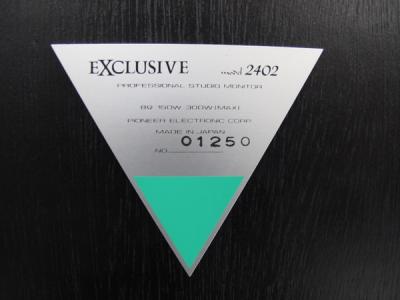 EXCLUSIVE model 2402
PROFESSIONAL STUDIO MONITOR
8Ω 150W 300W(MAX)
PIONEER ELECTRONIC CORP.
MADE IN JAPAN
NO. 01250